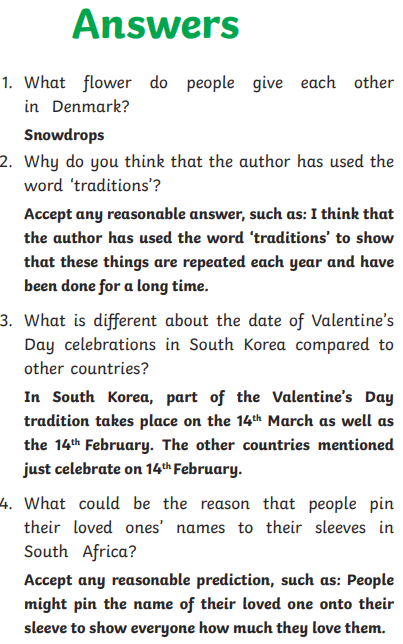 Answers
1. What flower do people give each other
in Denmark?
Snowdrops
2. Why do you think that the author has used the
word ‘traditions’?
Accept any reasonable answer, such as: I think that
the author has used the word ‘traditions’ to show
that these things are repeated each year and have
been done for a long time.
3. What is different about the date of Valentine’s
Day celebrations in South Korea compared to
other countries?
In South Korea, part of the Valentine’s Day
tradition takes place on the 14th March as well as
the 14th February. The other countries mentioned
just celebrate on 14th February.
4. What could be the reason that people pin
their loved ones’ names to their sleeves in
South Africa?
Accept any reasonable prediction, such as: People
might pin the name of their loved one onto their
sleeve to show everyone how much they love them.